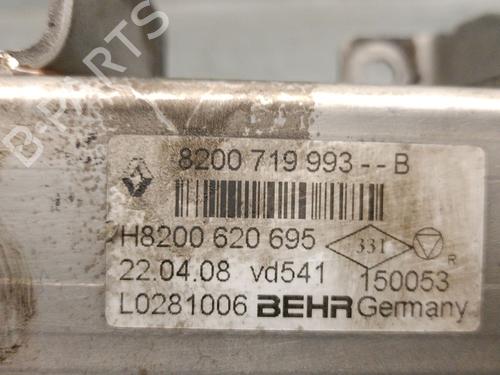 B-PARTS
8200 719 993 -- B
H8200 620 695
331
22.04.08 vd541
150053
R
L0281006 BEHR Germany